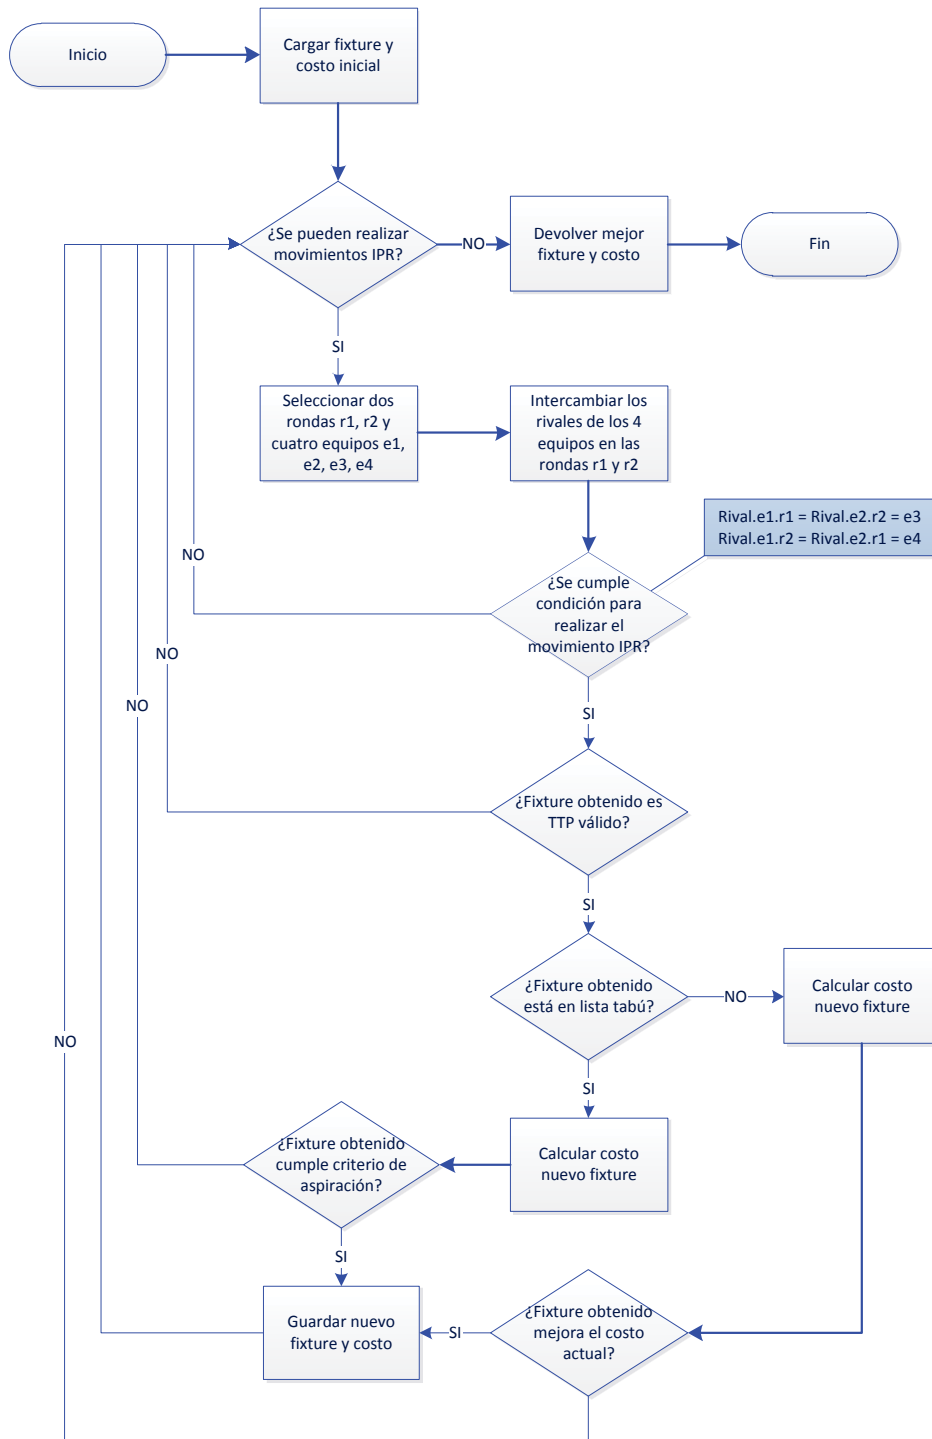 Inicio
Cargar fixture y
costo inicial
¿Se pueden realizar
movimientos IPR?
NO
Devolver mejor
fixture y costo
Fin
SI
Seleccionar dos
rondas r1, r2 y
cuatro equipos e1,
e2, e3, e4
Intercambiar los
rivales de los 4
equipos en las
rondas r1 y r2
Rival.e1.r1 = Rival.e2.r2 = e3
Rival.e1.r2 = Rival.e2.r1 = e4
NO
¿Se cumple
condición para
realizar el
movimiento IPR?
NO
NO
SI
¿Fixture obtenido es
TTP válido?
SI
¿Fixture obtenido
está en lista tabú?
NO
Calcular costo
nuevo fixture
NO
SI
¿Fixture obtenido
cumple criterio de
aspiración?
Calcular costo
nuevo fixture
SI
Guardar nuevo
fixture y costo
SI
¿Fixture obtenido
mejora el costo
actual?